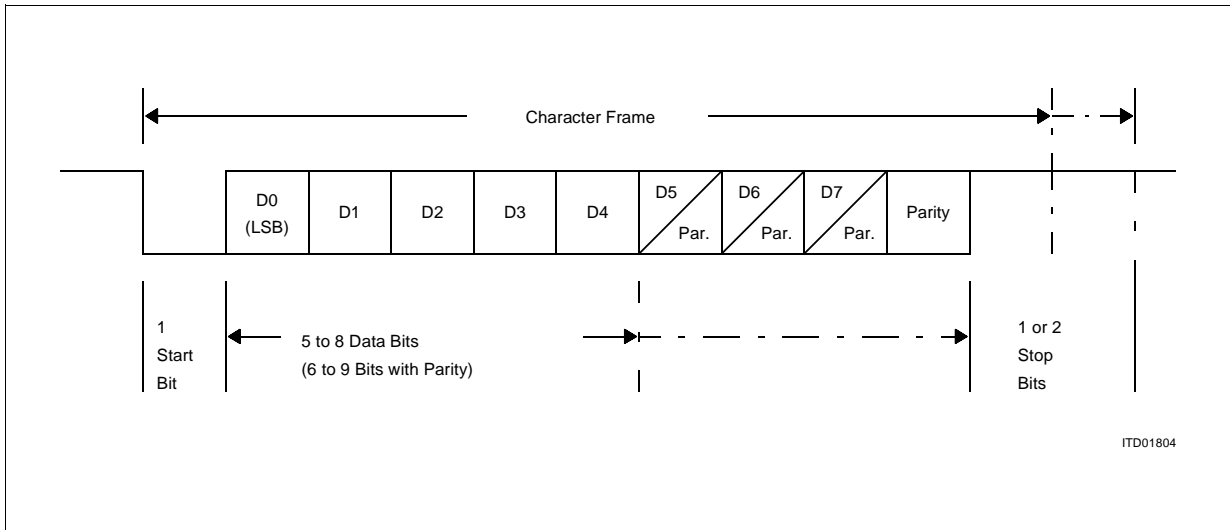 Character Frame
D0
(LSB)
D1
D2
D3
D4
D5
Par.
D6
Par.
D7
Par.
Parity
1
Start
Bit
5 to 8 Data Bits
(6 to 9 Bits with Parity)
1 or 2
Stop
Bits
ITD01804